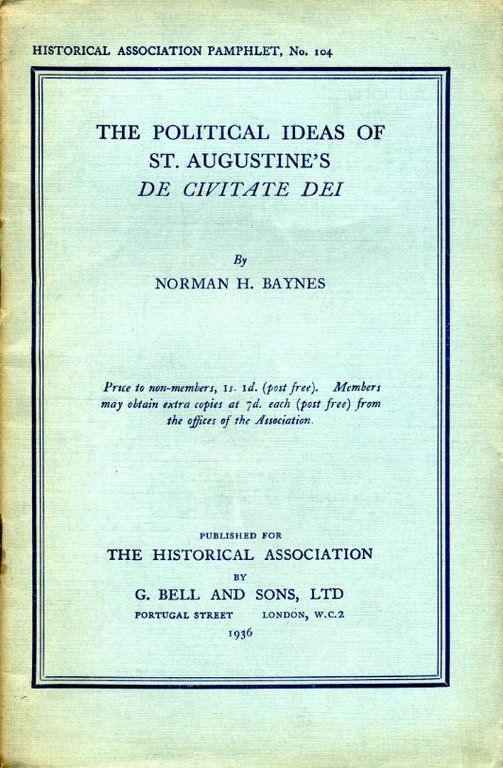 HISTORICAL ASSOCIATION PAMPHLET, No. 104
THE POLITICAL IDEAS OF
ST. AUGUSTINE'S
DE CIVITATE DEI
By
NORMAN H. BAYNES
Price to non-members, 1s. 1d. (post free). Members
may obtain extra copies at 7d. each (post free) from
the offices of the Association.
PUBLISHED FOR
THE HISTORICAL ASSOCIATION
BY
G. BELL AND SONS, LTD
PORTUGAL STREET LONDON, W.C.2
1936